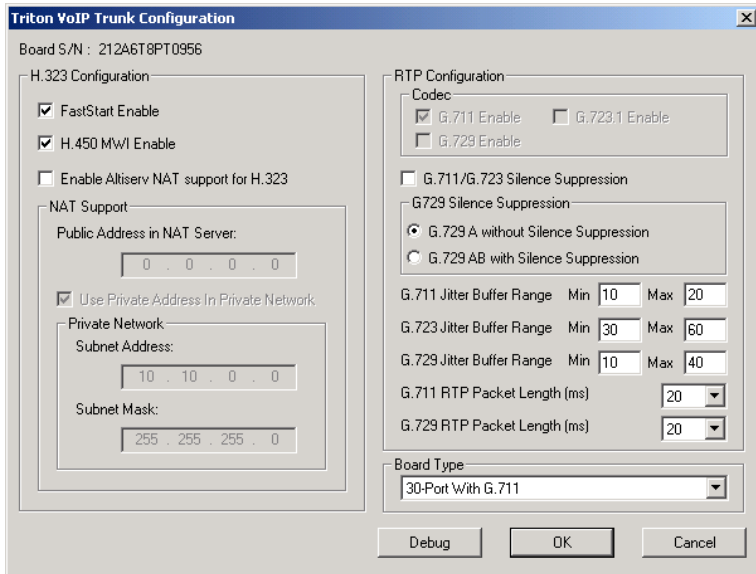 Triton VoIP Trunk Configuration
Board S/N : 212A6T8PT0956
H.323 Configuration
FastStart Enable
H.450 MWI Enable
Enable Altiserv NAT support for H.323
NAT Support
Public Address in NAT Server:
0 . 0 . 0 . 0
Use Private Address In Private Network
Private Network
Subnet Address:
10 . 10 . 0 . 0
Subnet Mask:
255 . 255 . 255 . 0
RTP Configuration
Codec
G.711 Enable G.723.1 Enable
G.729 Enable
G.711/G.723 Silence Suppression
G729 Silence Suppression
G.729 A without Silence Suppression
G.729 AB with Silence Suppression
G.711 Jitter Buffer Range Min 10 Max 20
G.723 Jitter Buffer Range Min 30 Max 60
G.729 Jitter Buffer Range Min 10 Max 40
G.711 RTP Packet Length (ms) 20
G.729 RTP Packet Length (ms) 20
Board Type
30-Port With G.711
Debug OK Cancel